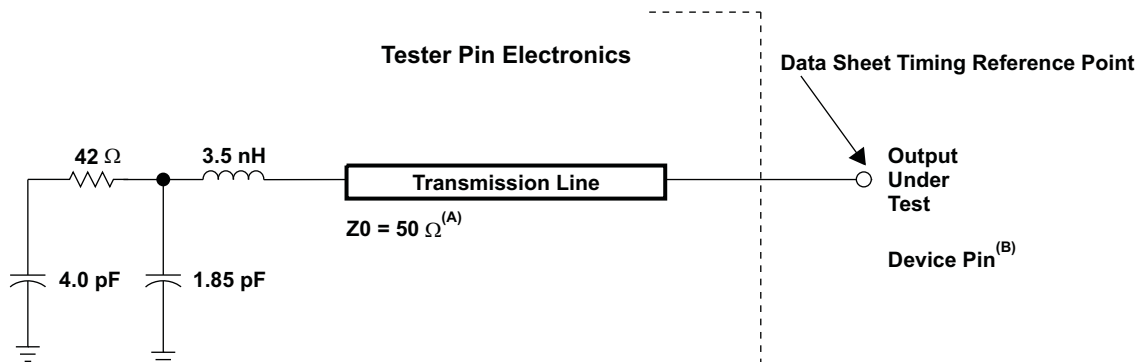 Tester Pin Electronics
Data Sheet Timing Reference Point
42 Ω
3.5 nH
Transmission Line
Output
Under
Test
Z0 = 50 Ω(A)
Device Pin(B)
4.0 pF
1.85 pF